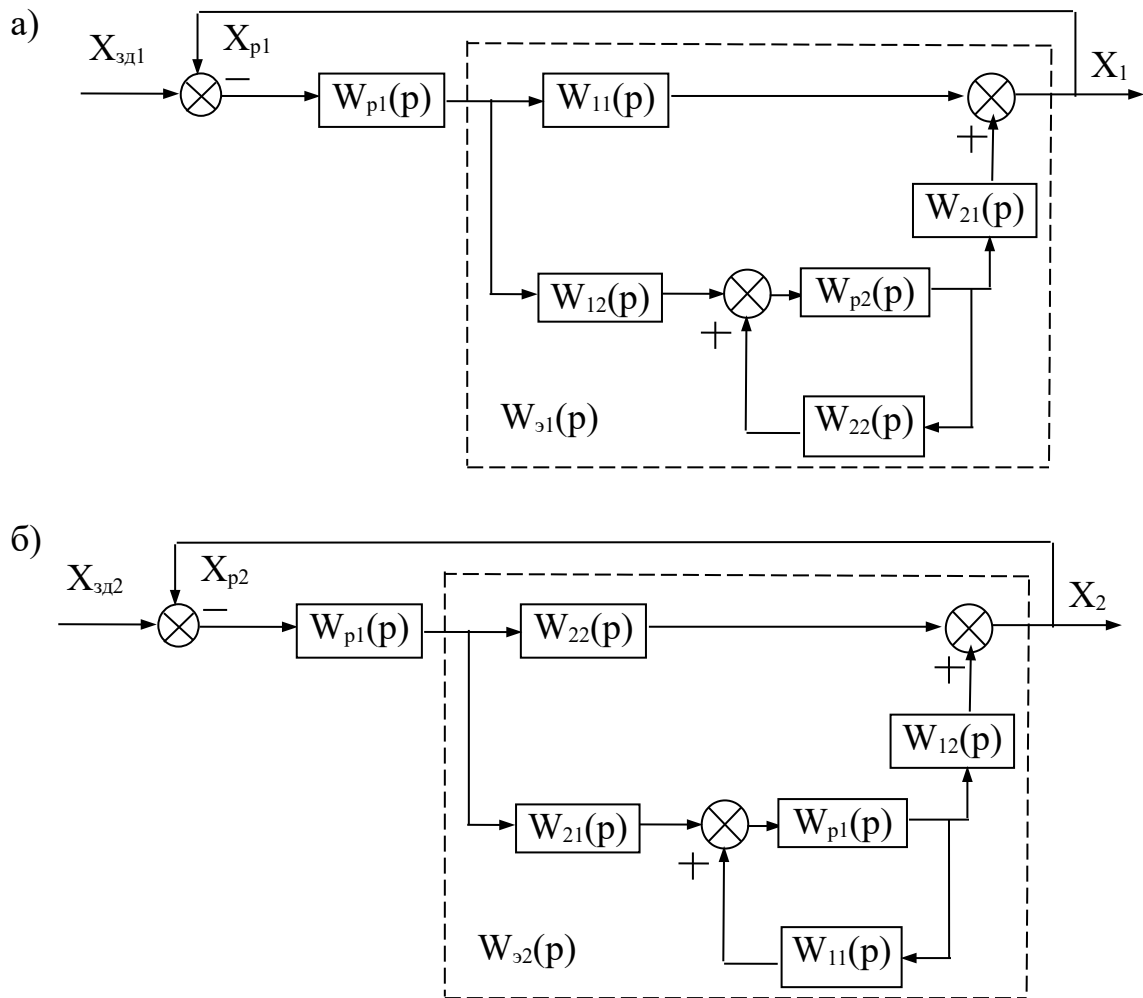 а)
Xзд1
Xр1
X1
Wр1(p)
W11(p)
+
W21(p)
W12(p)
Wр2(p)
+
Wэ1(p)
W22(p)
б)
Xзд2
Xр2
X2
Wр1(p)
W22(p)
+
W12(p)
W21(p)
Wр1(p)
+
Wэ2(p)
W11(p)